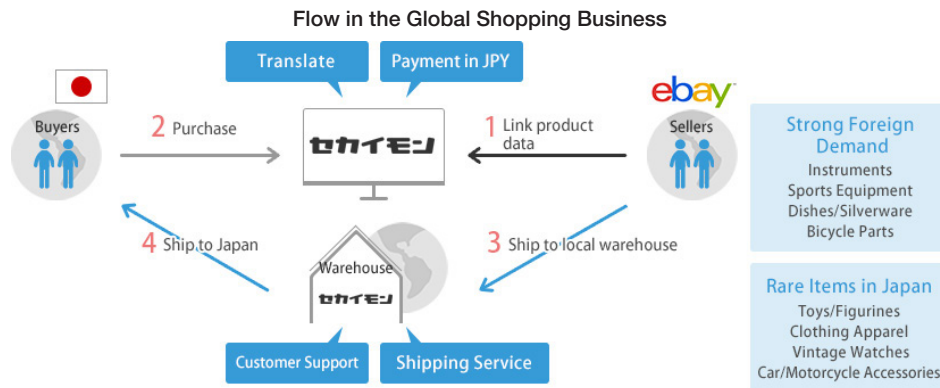 Flow in the Global Shopping Business
Translate
Payment in JPY
ebay
Buyers
2 Purchase
セカイモン
1 Link product
data
Sellers
Strong Foreign
Demand
Instruments
Sports Equipment
Dishes/Silverware
Bicycle Parts
4 Ship to Japan
Warehouse
セカイモン
3 Ship to local warehouse
Rare Items in Japan
Toys/Figurines
Clothing Apparel
Vintage Watches
Car/Motorcycle Accessories
Customer Support
Shipping Service